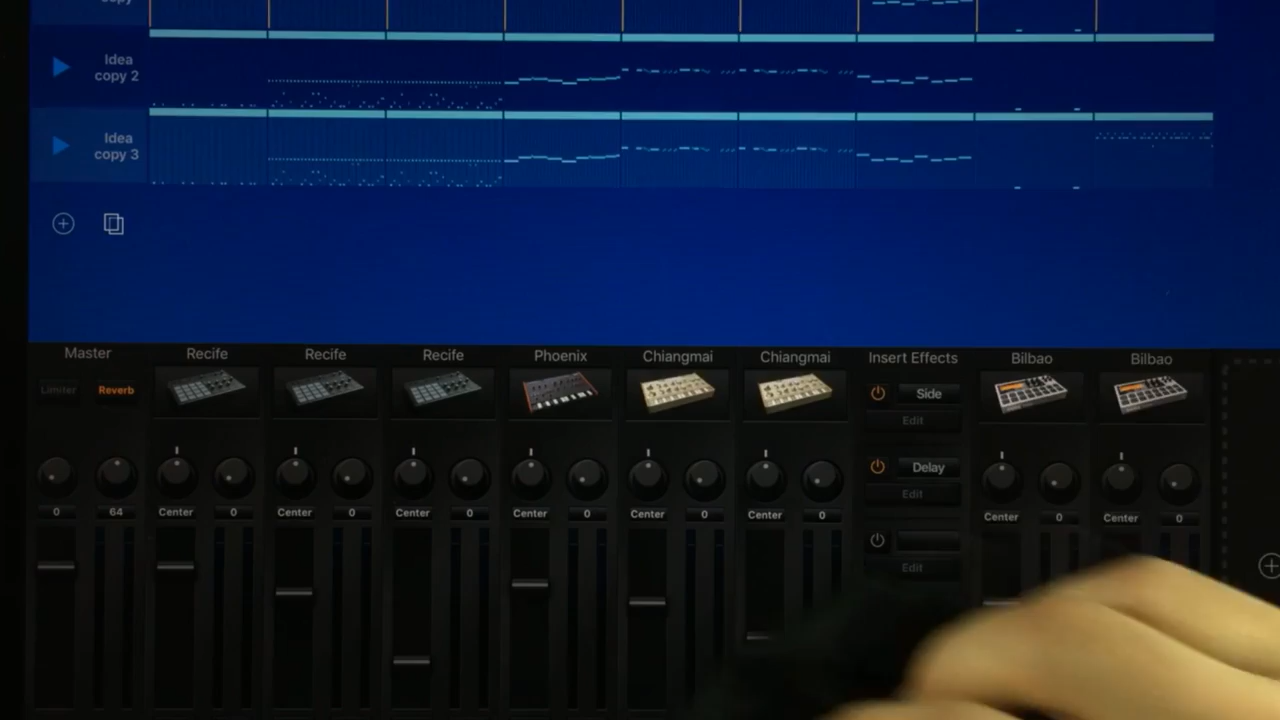 copy
Idea
copy 2
Idea
copy 3
Master
Recife
Recife
Recife
Phoenix
Chiangmai
Chiangmai
Insert Effects
Bilbao
Bilbao
Limiter
Reverb
Side
Edit
Delay
Edit
0
64
Center
0
Center
0
Center
0
Center
0
Center
0
Center
0
Center
0
Center
0
Edit